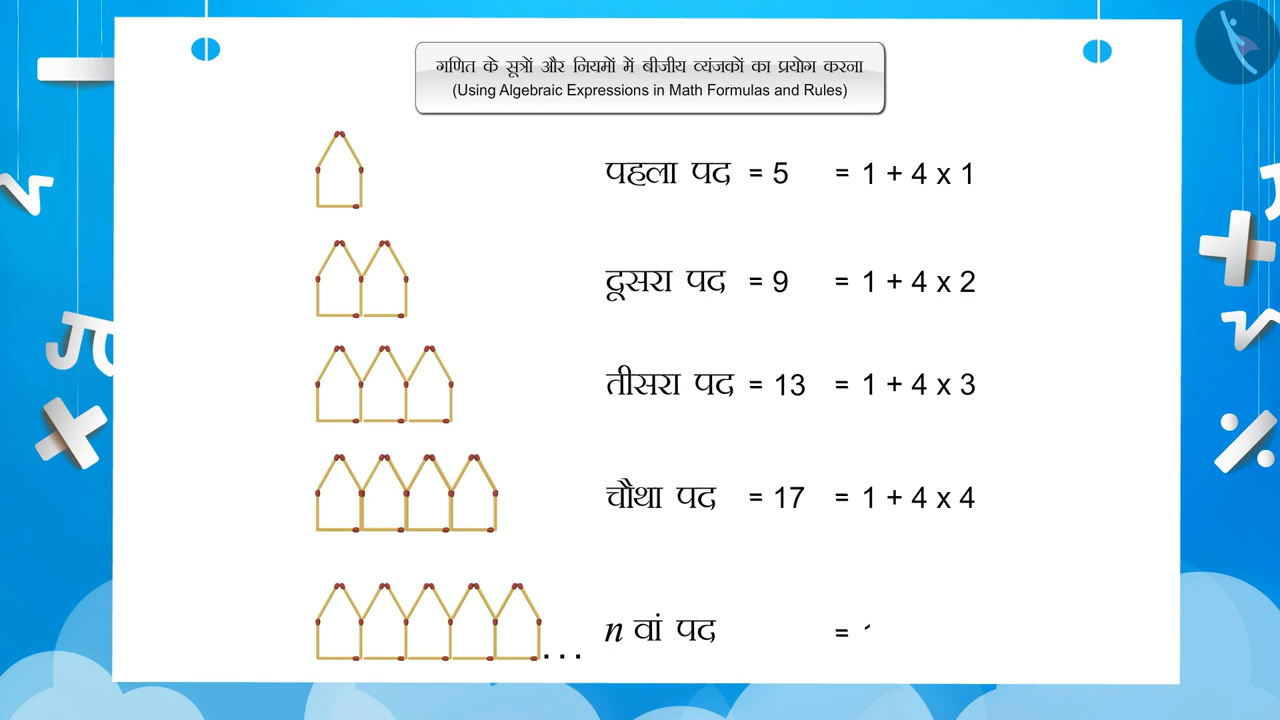 गणित के सूत्रों और नियमों में बीजीय व्यंजकों का प्रयोग करना
(Using Algebraic Expressions in Math Formulas and Rules)
पहला पद = 5 = 1 + 4 x 1
दूसरा पद = 9 = 1 + 4 x 2
तीसरा पद = 13 = 1 + 4 x 3
चौथा पद = 17 = 1 + 4 x 4
... n वां पद =